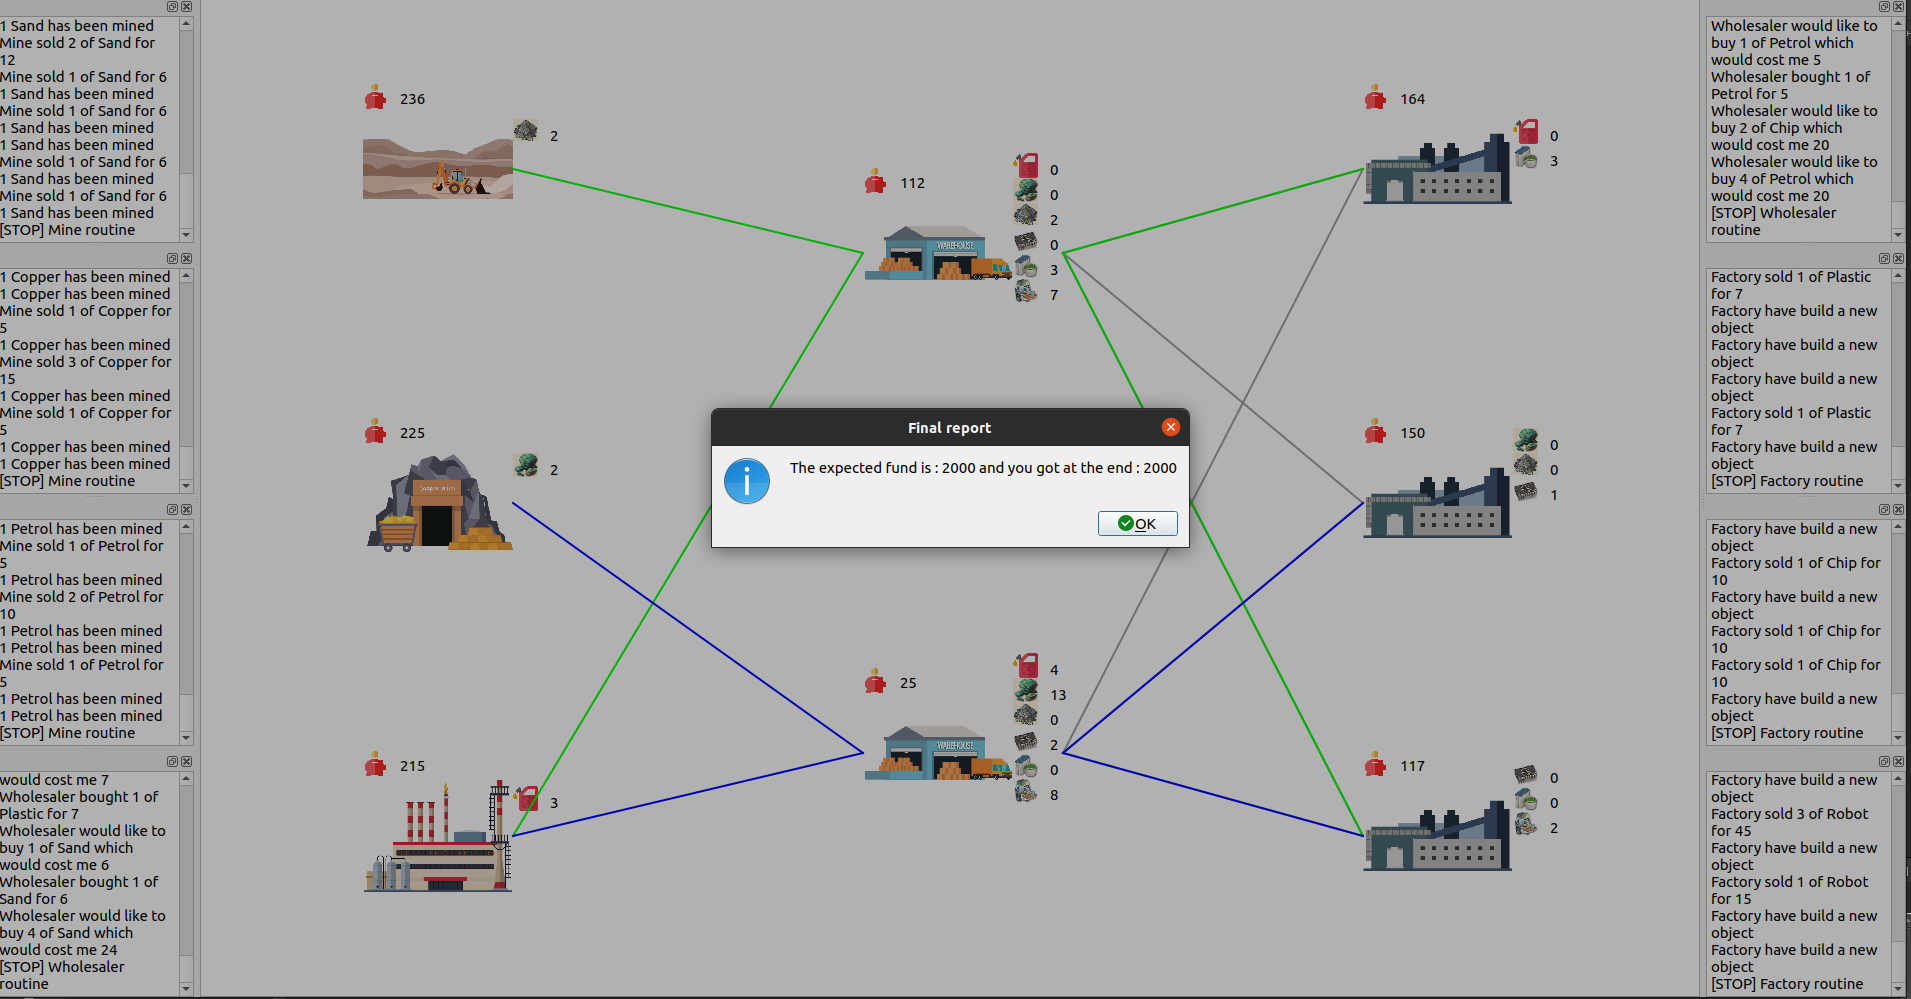 1 Sand has been mined
Mine sold 2 of Sand for
12
Mine sold 1 of Sand for 6
1 Sand has been mined
Mine sold 1 of Sand for 6
1 Sand has been mined
1 Sand has been mined
Mine sold 1 of Sand for 6
1 Sand has been mined
Mine sold 1 of Sand for 6
1 Sand has been mined
[STOP] Mine routine
1 Copper has been mined
1 Copper has been mined
Mine sold 1 of Copper for
5
1 Copper has been mined
Mine sold 3 of Copper for
15
1 Copper has been mined
Mine sold 1 of Copper for
5
1 Copper has been mined
1 Copper has been mined
[STOP] Mine routine
1 Petrol has been mined
Mine sold 1 of Petrol for
5
1 Petrol has been mined
Mine sold 2 of Petrol for
10
1 Petrol has been mined
1 Petrol has been mined
Mine sold 1 of Petrol for
5
1 Petrol has been mined
1 Petrol has been mined
[STOP] Mine routine
would cost me 7
Wholesaler bought 1 of
Plastic for 7
Wholesaler would like to
buy 1 of Sand which
would cost me 6
Wholesaler bought 1 of
Sand for 6
Wholesaler would like to
buy 4 of Sand which
would cost me 24
[STOP] Wholesaler
routine
236
2
225
Copper mine
2
215
3
112
WAREHOUSE
0
0
2
0
3
7
Final report
The expected fund is : 2000 and you got at the end : 2000
OK
25
WAREHOUSE
4
13
0
2
0
8
164
0
3
150
0
0
1
117
0
0
2
Wholesaler would like to
buy 1 of Petrol which
would cost me 5
Wholesaler bought 1 of
Petrol for 5
Wholesaler would like to
buy 2 of Chip which
would cost me 20
Wholesaler would like to
buy 4 of Petrol which
would cost me 20
[STOP] Wholesaler
routine
Factory sold 1 of Plastic
for 7
Factory have build a new
object
Factory have build a new
object
Factory have build a new
object
Factory sold 1 of Plastic
for 7
Factory have build a new
object
[STOP] Factory routine
Factory have build a new
object
Factory sold 1 of Chip for
10
Factory have build a new
object
Factory sold 1 of Chip for
10
Factory sold 1 of Chip for
10
Factory have build a new
object
[STOP] Factory routine
Factory have build a new
object
Factory sold 3 of Robot
for 45
Factory have build a new
object
Factory sold 1 of Robot
for 15
Factory have build a new
object
Factory have build a new
object
[STOP] Factory routine